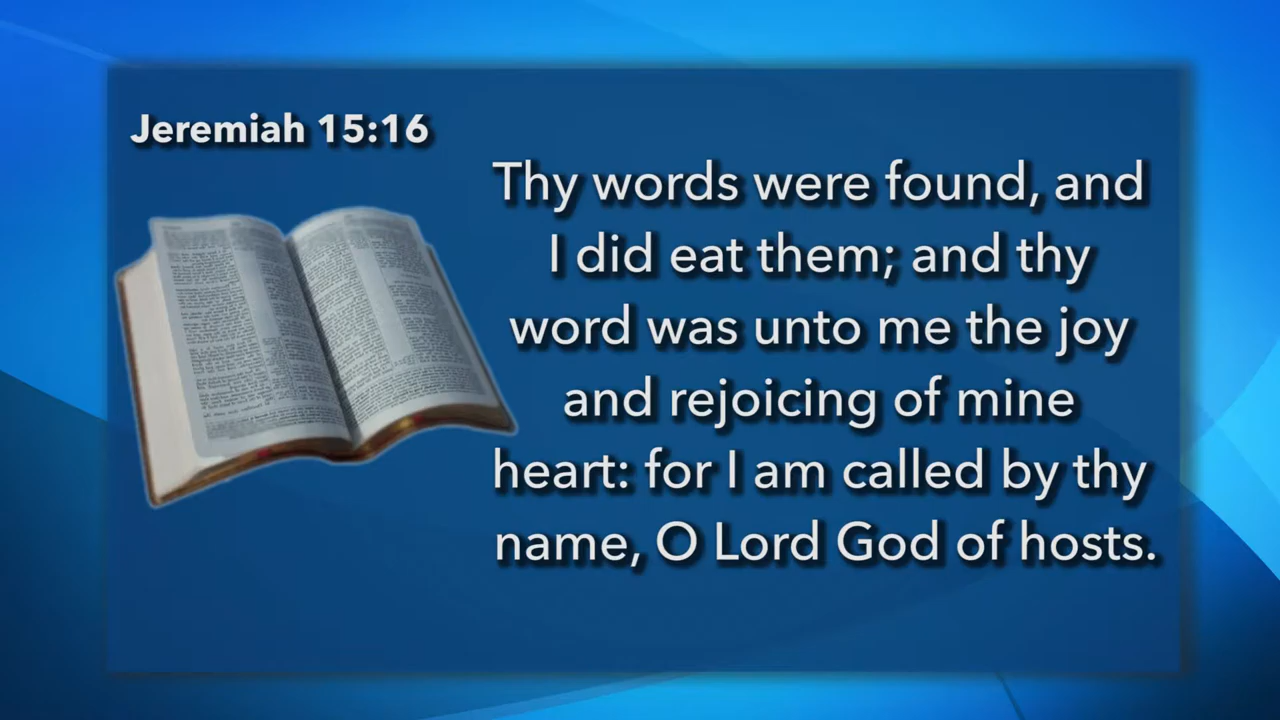 Jeremiah 15:16
Thy words were found, and
I did eat them; and thy
word was unto me the joy
and rejoicing of mine
heart: for I am called by thy
name, O Lord God of hosts.